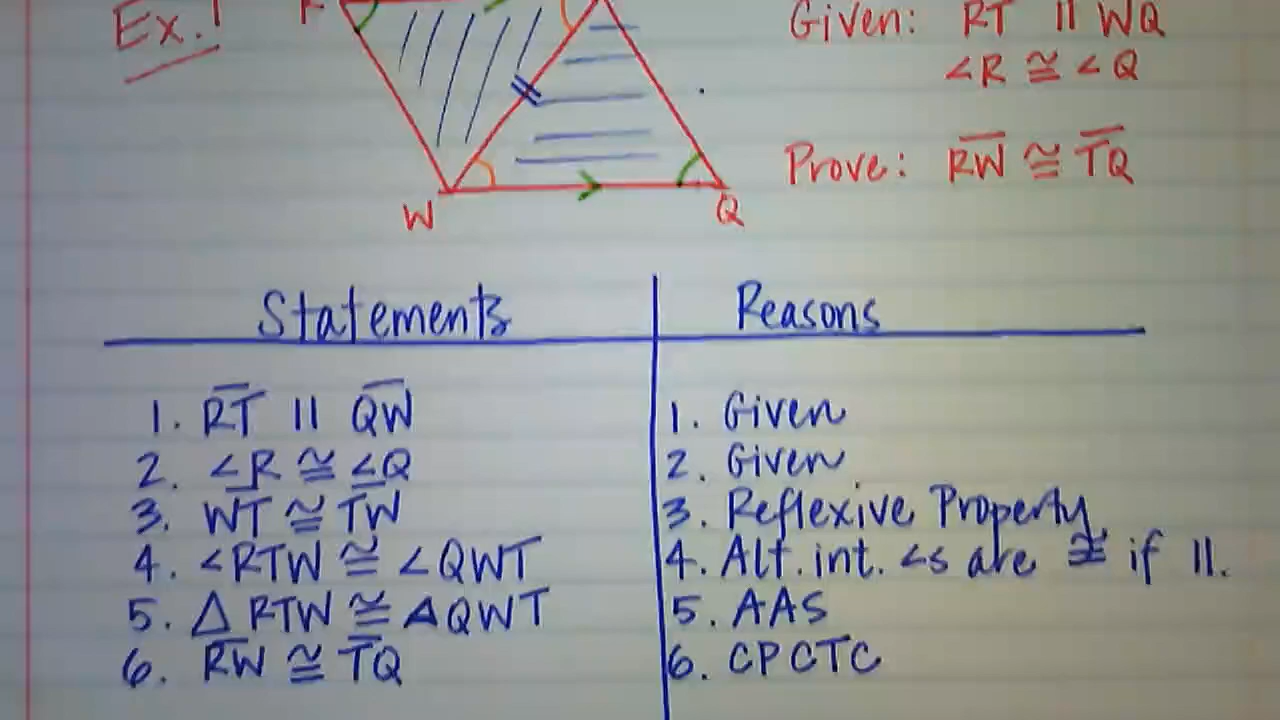 Ex. 1
Given: RT || WQ
∠R ≅ ∠Q
Prove: RW ≅ TQ
W
Q
Statements
Reasons
1. RT || QW
1. Given
2. ∠R ≅ ∠Q
2. Given
3. WT ≅ TW
3. Reflexive Property
4. ∠RTW ≅ ∠QWT
4. Alt. int. ∠s are ≅ if ||.
5. △ RTW ≅ △QWT
5. AAS
6. RW ≅ TQ
6. CPCTC